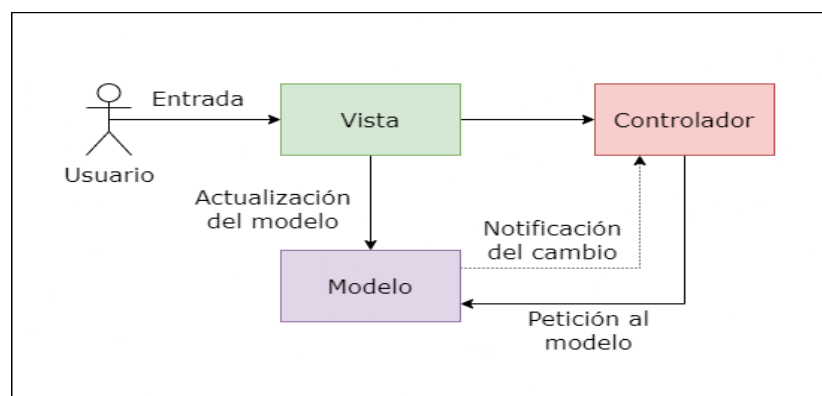 Entrada
Vista
Controlador
Usuario
Actualización
del modelo
Notificación
del cambio
Modelo
Petición al
modelo